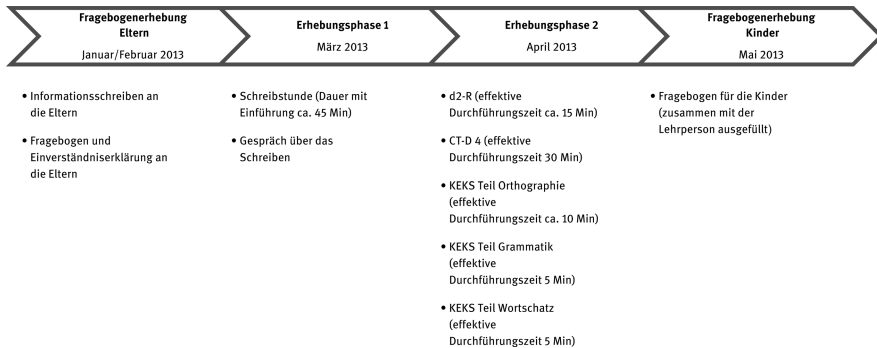 Fragebogenerhebung
Eltern
Januar/Februar 2013
Erhebungsphase 1
März 2013
Erhebungsphase 2
April 2013
Fragebogenerhebung
Kinder
Mai 2013
• Informationsschreiben an
die Eltern
• Fragebogen und
Einverständniserklärung an
die Eltern
• Schreibstunde (Dauer mit
Einführung ca. 45 Min)
• Gespräch über das
Schreiben
• d2-R (effektive
Durchführungszeit ca. 15 Min)
• CT-D 4 (effektive
Durchführungszeit 30 Min)
• KEKS Teil Orthographie
(effektive
Durchführungszeit ca. 10 Min)
• KEKS Teil Grammatik
(effektive
Durchführungszeit 5 Min)
• KEKS Teil Wortschatz
(effektive
Durchführungszeit 5 Min)
• Fragebogen für die Kinder
(zusammen mit der
Lehrperson ausgefüllt)